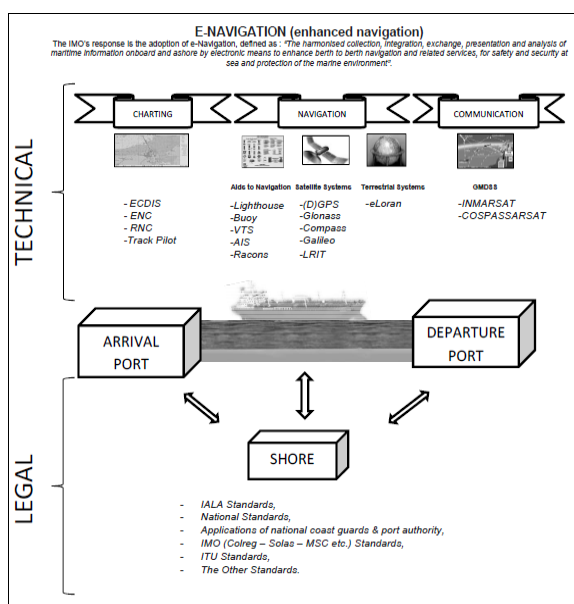 E-NAVIGATION (enhanced navigation)
The IMO's response is the adoption of e-Navigation, defined as : "The harmonised collection, integration, exchange, presentation and analysis of
maritime Information onboard and ashore by electronic means to enhance berth to berth navigation and related services, for safety and security at
sea and protection of the marine environment".
TECHNICAL
CHARTING
NAVIGATION
COMMUNICATION
Aids to Navigation
Satellite Systems
Terrestrial Systems
GMDSS
- ECDIS
- ENC
- RNC
-Track Pilot
-Lighthouse
-Buoy
-VTS
-AIS
-Racons
-(D)GPS
-Glonass
-Compass
-Galileo
-LRIT
-eLoran
-INMARSAT
-COSPASSARSAT
ARRIVAL
PORT
DEPARTURE
PORT
LEGAL
SHORE
- IALA Standards,
- National Standards,
- Applications of national coast guards & port authority,
- IMO (Colreg – Solas – MSC etc.) Standards,
- ITU Standards,
- The Other Standards.